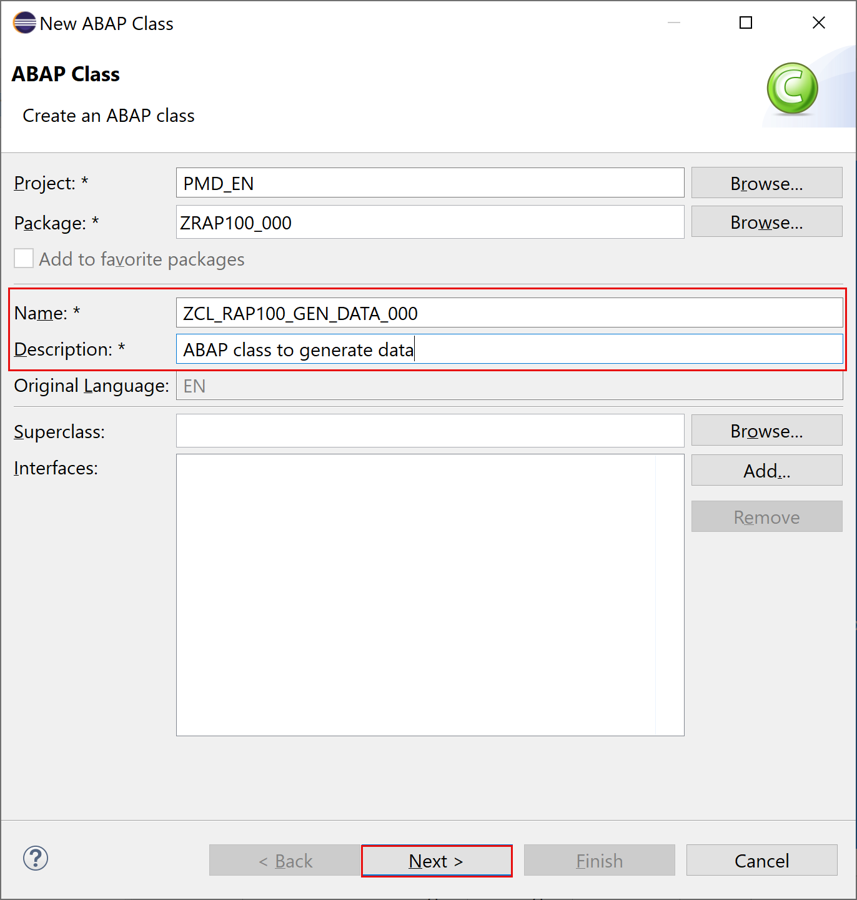 New ABAP Class
ABAP Class
Create an ABAP class
Project: * PMD_EN Browse...
Package: * ZRAP100_000 Browse...
Add to favorite packages
Name: * ZCL_RAP100_GEN_DATA_000
Description: * ABAP class to generate data
Original Language: EN
Superclass: Browse...
Interfaces: Add...
Remove
? < Back Next > Finish Cancel